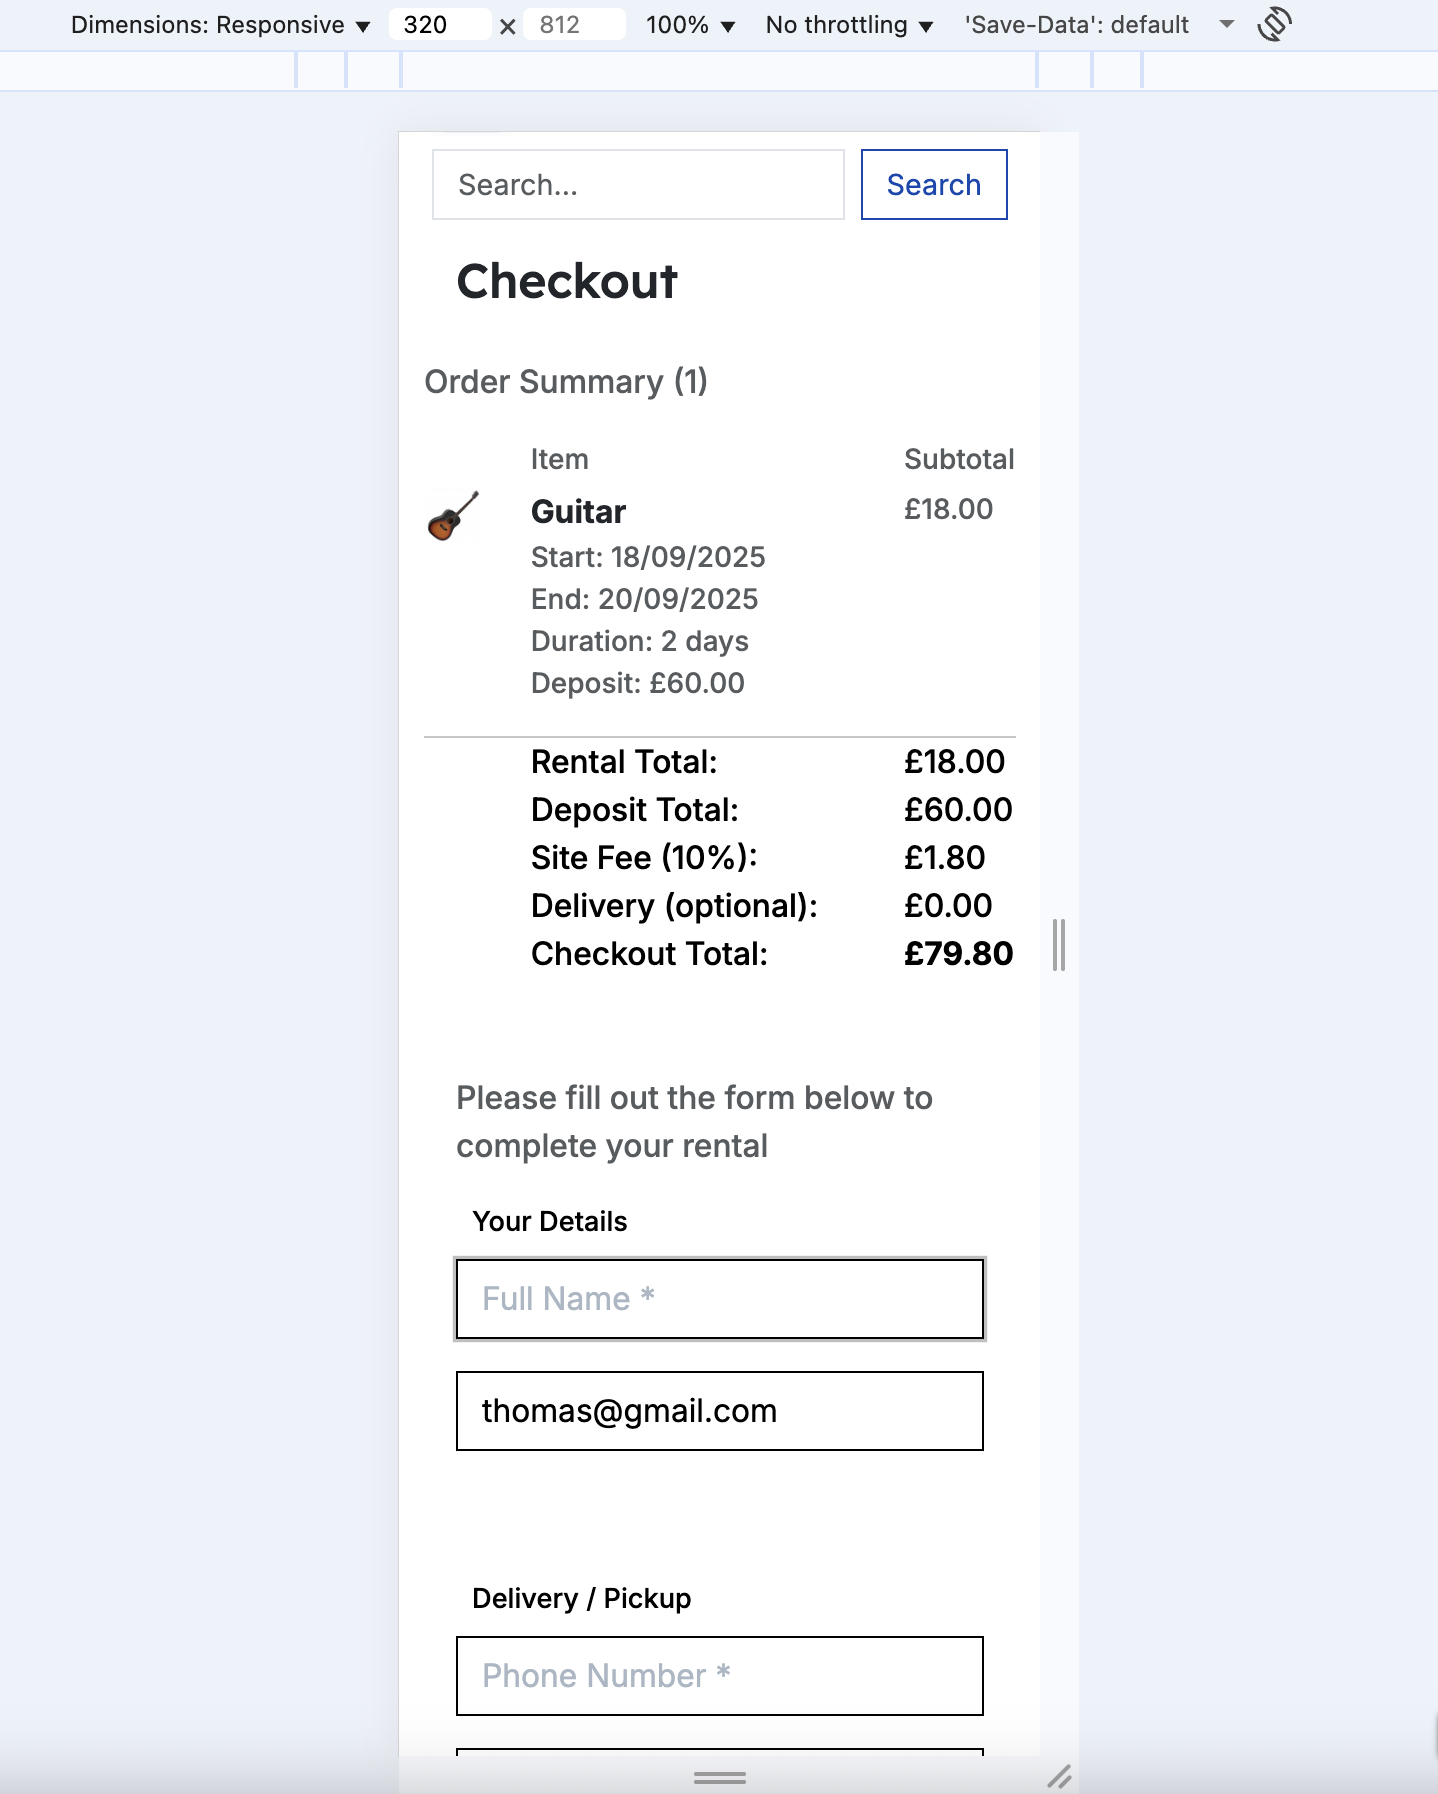 Dimensions: Responsive ▼ 320 × 812 100% ▼ No throttling ▼ 'Save-Data': default
Search... Search
Checkout
Order Summary (1)
Item Subtotal
Guitar £18.00
Start: 18/09/2025
End: 20/09/2025
Duration: 2 days
Deposit: £60.00
Rental Total: £18.00
Deposit Total: £60.00
Site Fee (10%): £1.80
Delivery (optional): £0.00
Checkout Total: £79.80
Please fill out the form below to
complete your rental
Your Details
Full Name *
thomas@gmail.com
Delivery / Pickup
Phone Number *